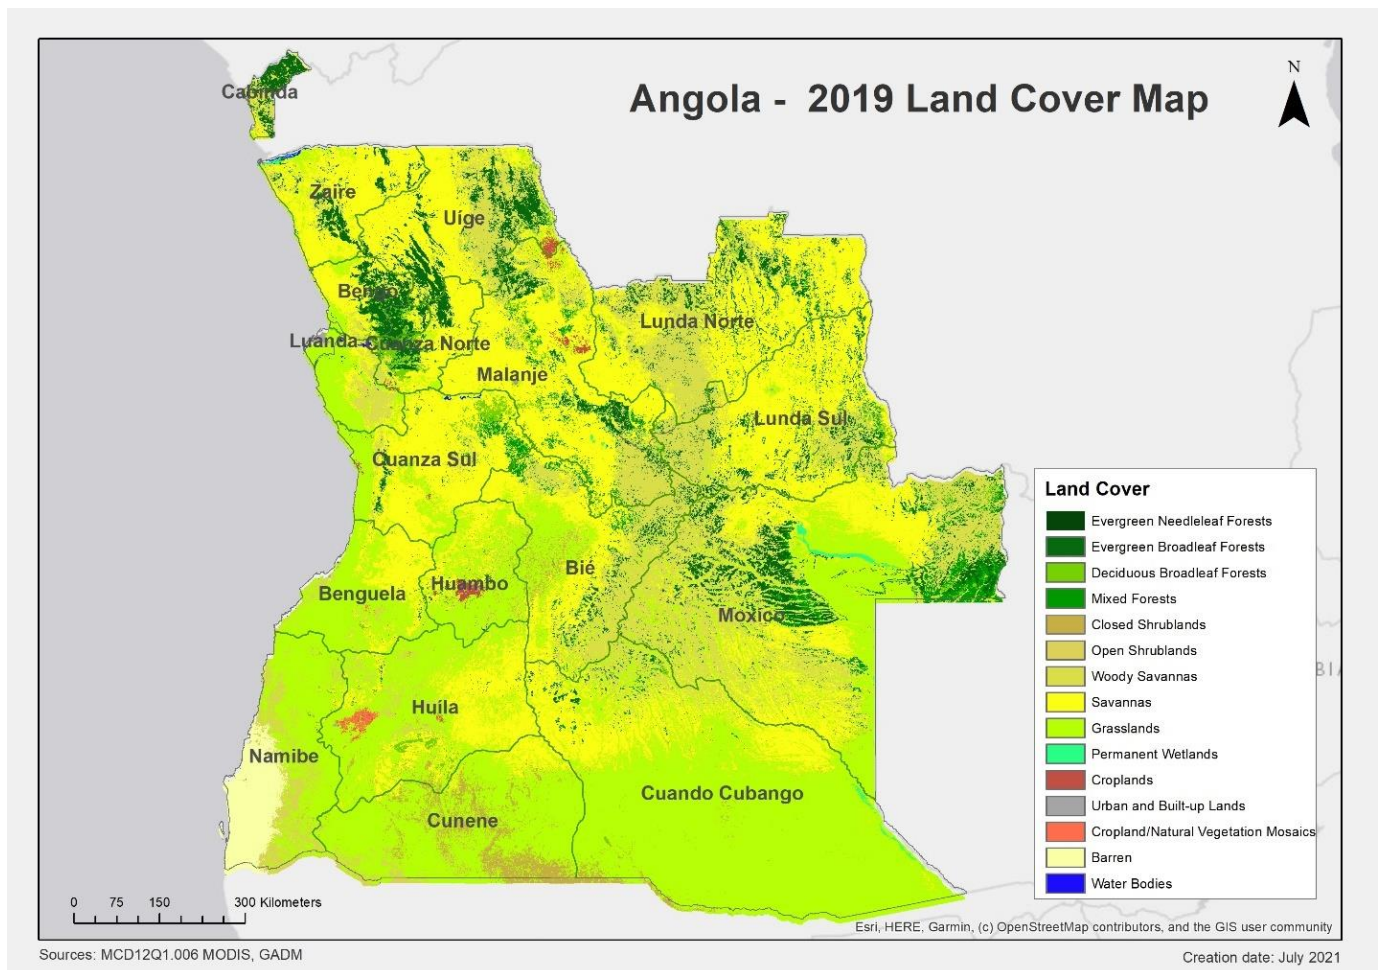 Angola - 2019 Land Cover Map
N
Cabinda
Zaire
Uíge
Bengo
Lunda Norte
Luanda
Cuanza Norte
Malanje
Lunda Sul
Cuanza Sul
Bié
Huambo
Benguela
Moxico
Huíla
Namibe
Cuando Cubango
Cunene
Land Cover
Evergreen Needleleaf Forests
Evergreen Broadleaf Forests
Deciduous Broadleaf Forests
Mixed Forests
Closed Shrublands
Open Shrublands
Woody Savannas
Savannas
Grasslands
Permanent Wetlands
Croplands
Urban and Built-up Lands
Cropland/Natural Vegetation Mosaics
Barren
Water Bodies
0 75 150 300 Kilometers
Esri, HERE, Garmin, (c) OpenStreetMap contributors, and the GIS user community
Sources: MCD12Q1.006 MODIS, GADM
Creation date: July 2021